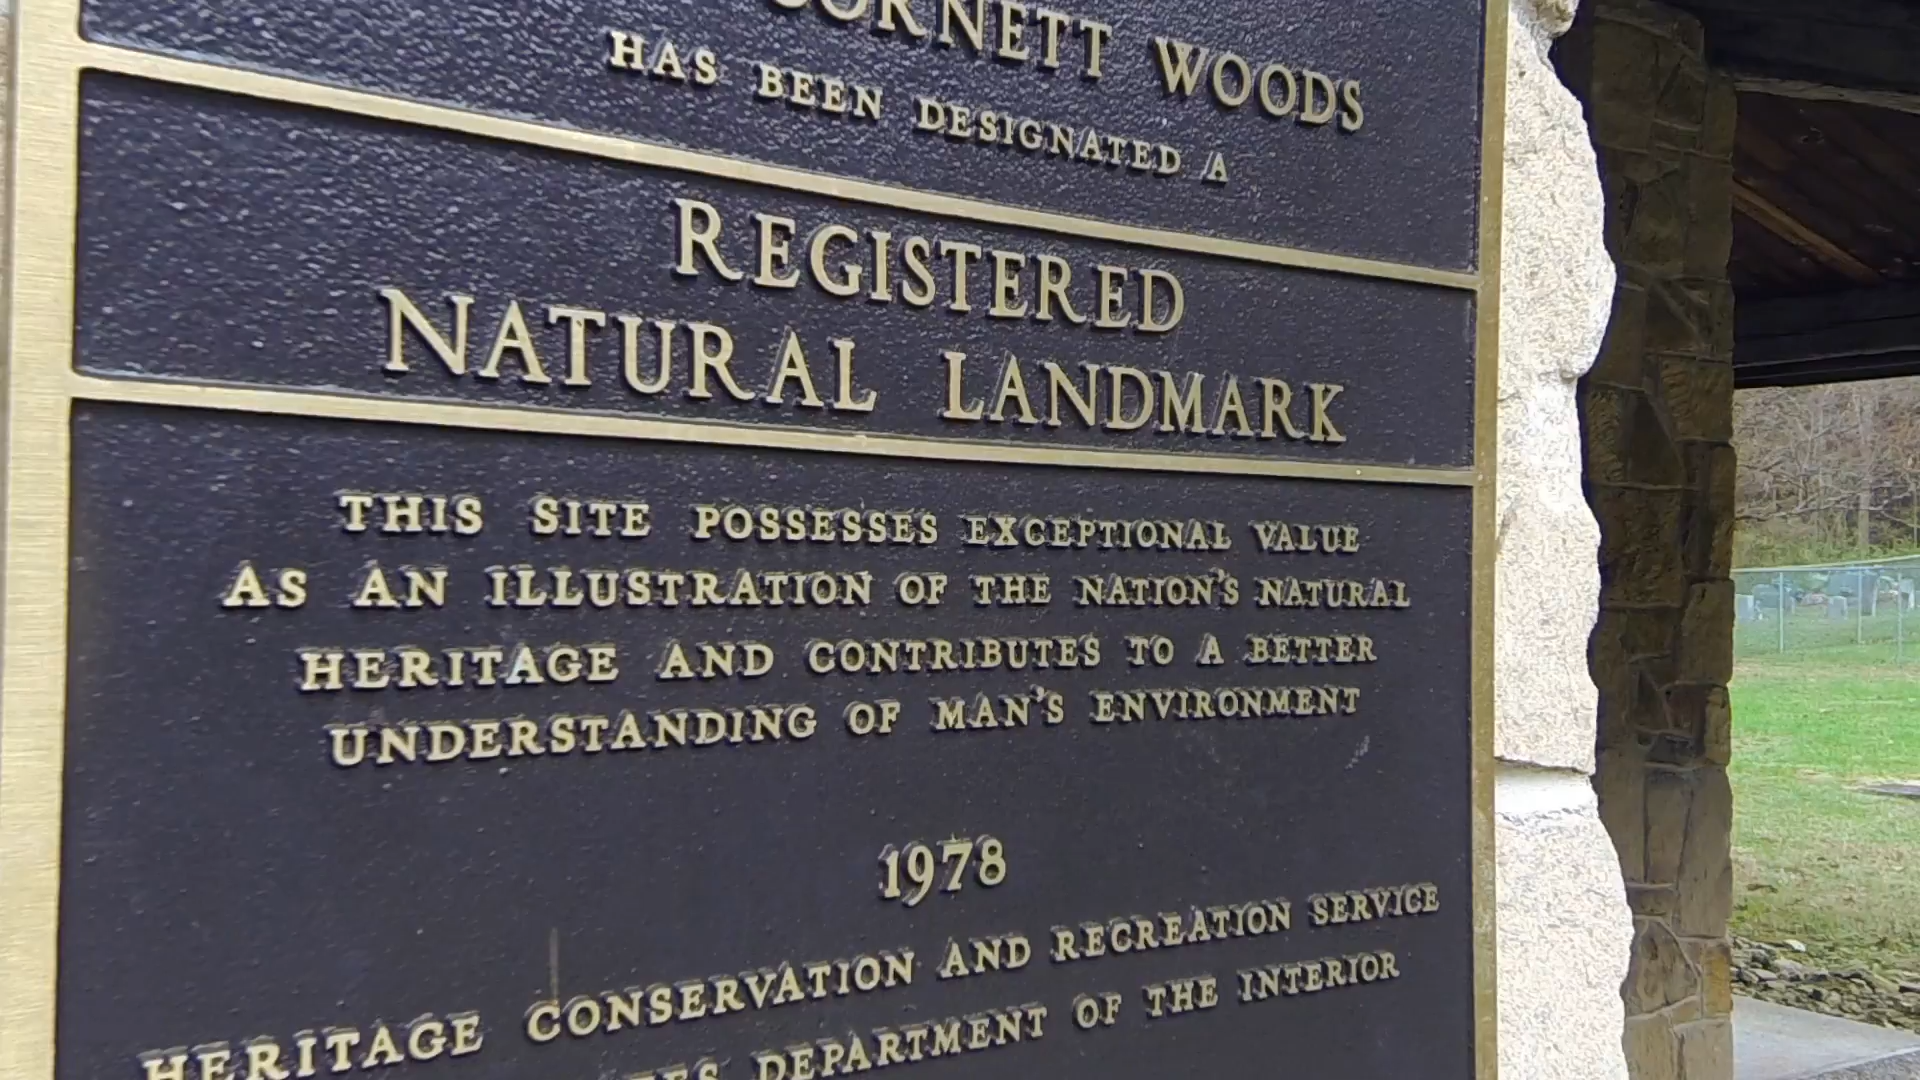 CORNETT WOODS
HAS BEEN DESIGNATED A
REGISTERED
NATURAL LANDMARK
THIS SITE POSSESSES EXCEPTIONAL VALUE
AS AN ILLUSTRATION OF THE NATION'S NATURAL
HERITAGE AND CONTRIBUTES TO A BETTER
UNDERSTANDING OF MAN'S ENVIRONMENT
1978
HERITAGE CONSERVATION AND RECREATION SERVICE
DEPARTMENT OF THE INTERIOR